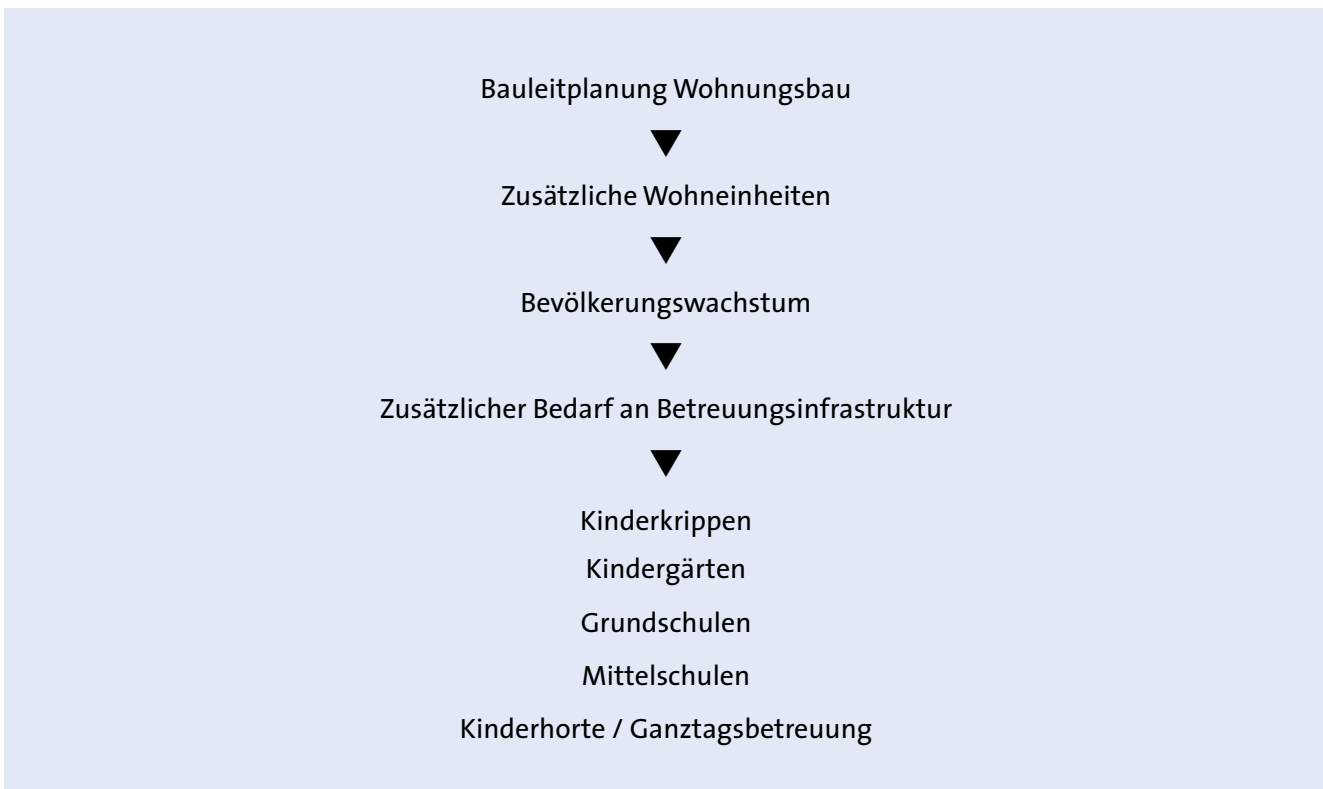 Bauleitplanung Wohnungsbau
Zusätzliche Wohneinheiten
Bevölkerungswachstum
Zusätzlicher Bedarf an Betreuungsinfrastruktur
Kinderkrippen
Kindergärten
Grundschulen
Mittelschulen
Kinderhorte / Ganztagsbetreuung